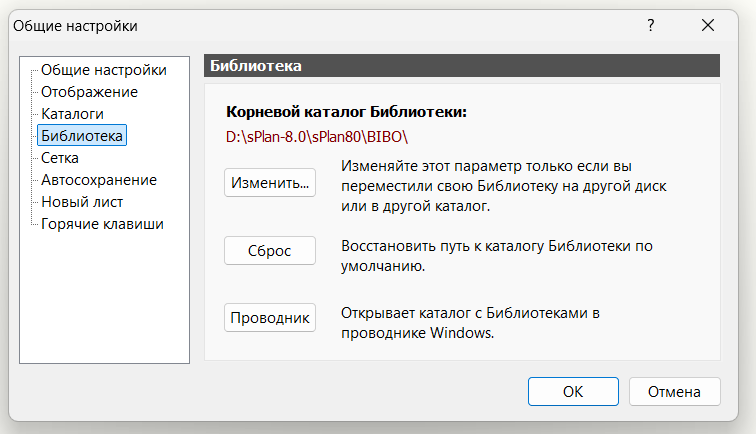 Общие настройки
?
Общие настройки
Отображение
Каталоги
Библиотека
Сетка
Автосохранение
Новый лист
Горячие клавиши
Библиотека
Корневой каталог Библиотеки:
D:\sPlan-8.0\sPlan80\BIBO\
Изменить...
Изменяйте этот параметр только если вы
переместили свою Библиотеку на другой диск
или в другой каталог.
Сброс
Восстановить путь к каталогу Библиотеки по
умолчанию.
Проводник
Открывает каталог с Библиотеками в
проводнике Windows.
ОК
Отмена